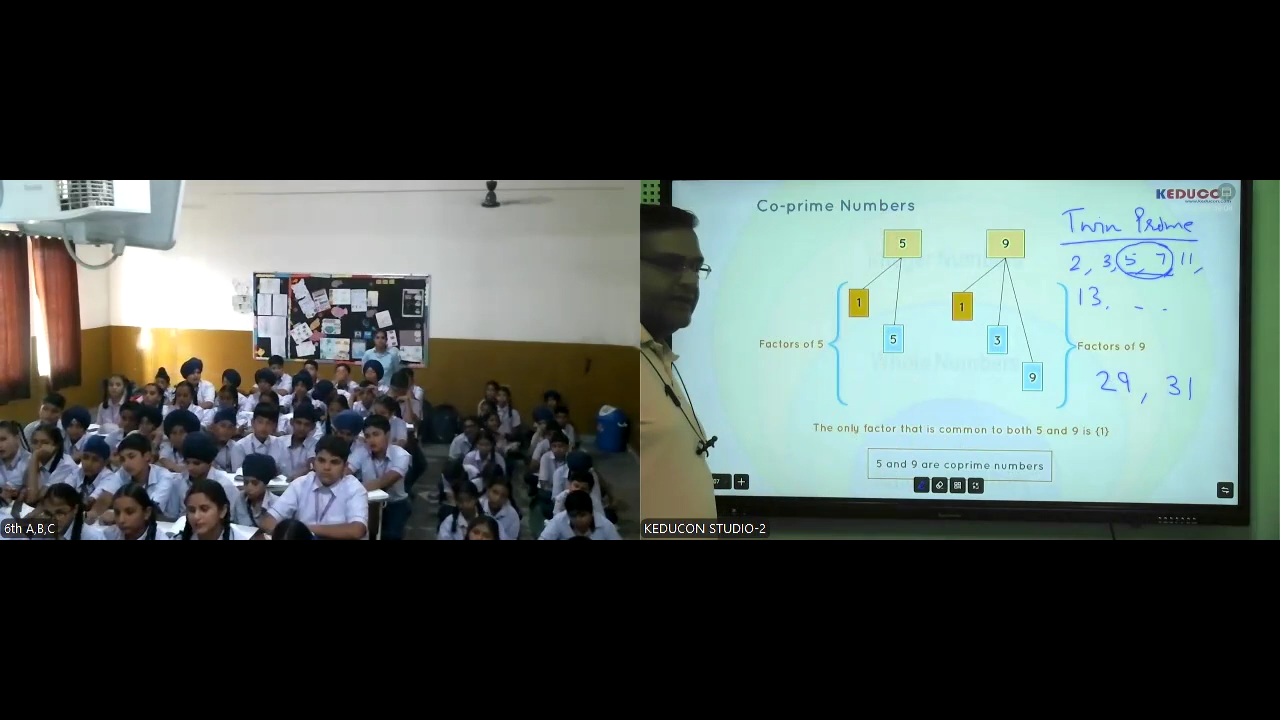 6th A,B,C
KEDUCON STUDIO-2
KEDUCO
Co-prime Numbers
Twin Prime
5
9
2, 3, 5, 7, 11,
13, - -
1
1
5
3
9
Factors of 5
Factors of 9
29, 31
The only factor that is common to both 5 and 9 is {1}
5 and 9 are coprime numbers